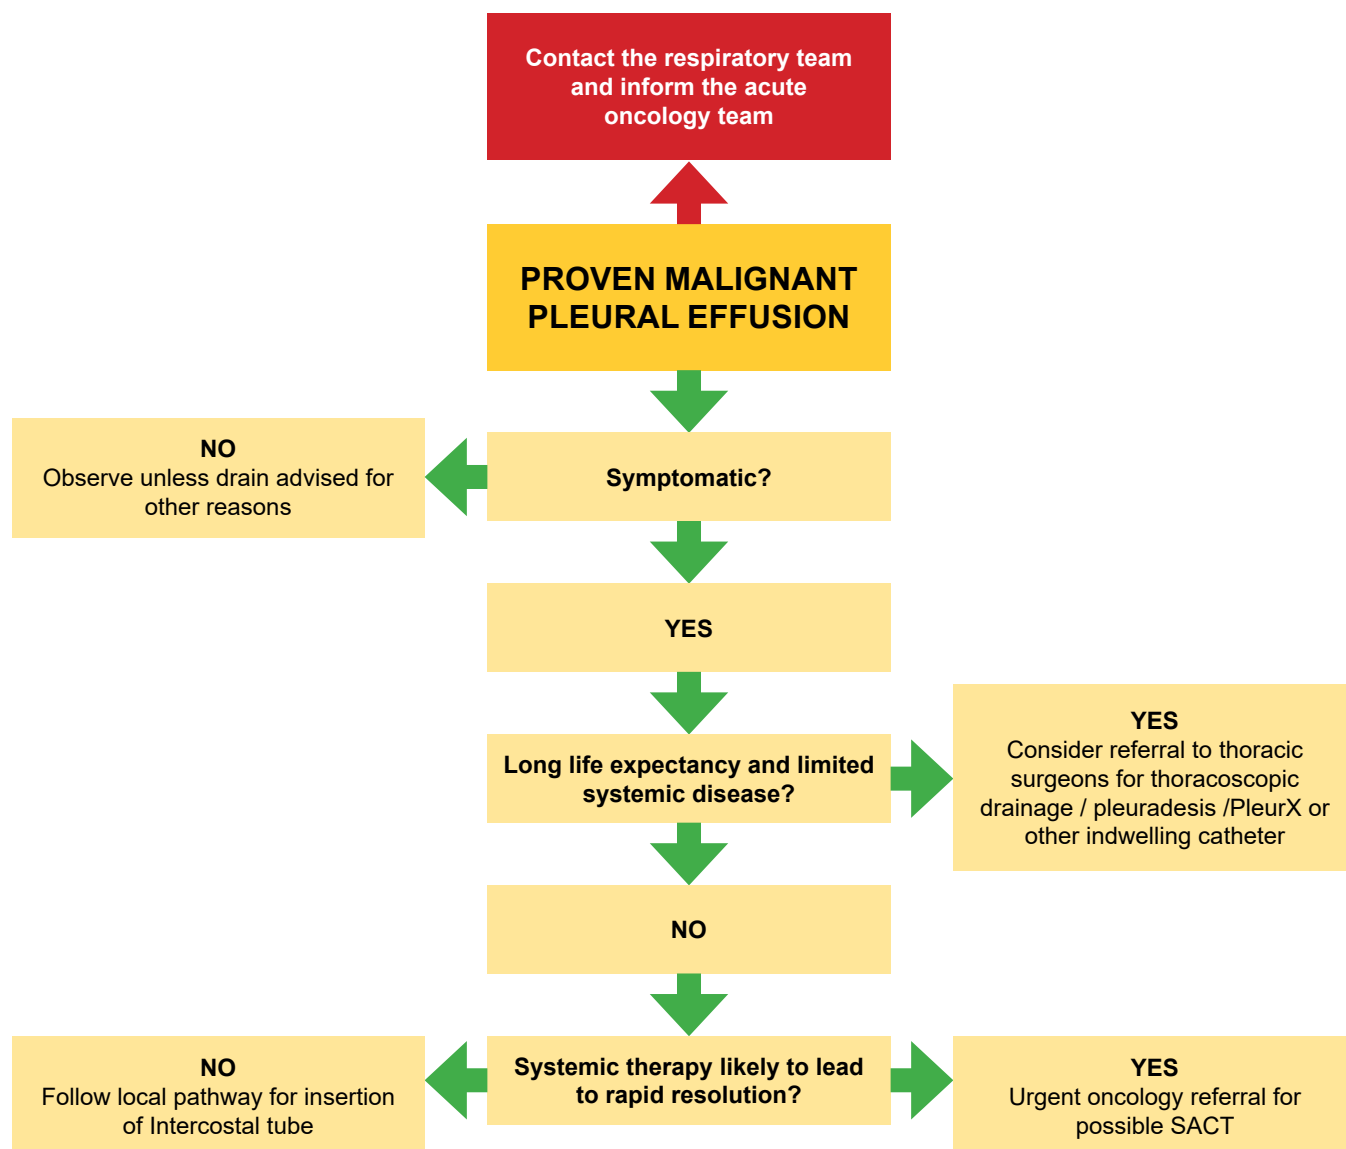 Contact the respiratory team
and inform the acute
oncology team
PROVEN MALIGNANT
PLEURAL EFFUSION
NO
Observe unless drain advised for
other reasons
Symptomatic?
YES
Long life expectancy and limited
systemic disease?
YES
Consider referral to thoracic
surgeons for thoracoscopic
drainage / pleuradesis /PleurX or
other indwelling catheter
NO
NO
Follow local pathway for insertion
of Intercostal tube
Systemic therapy likely to lead
to rapid resolution?
YES
Urgent oncology referral for
possible SACT